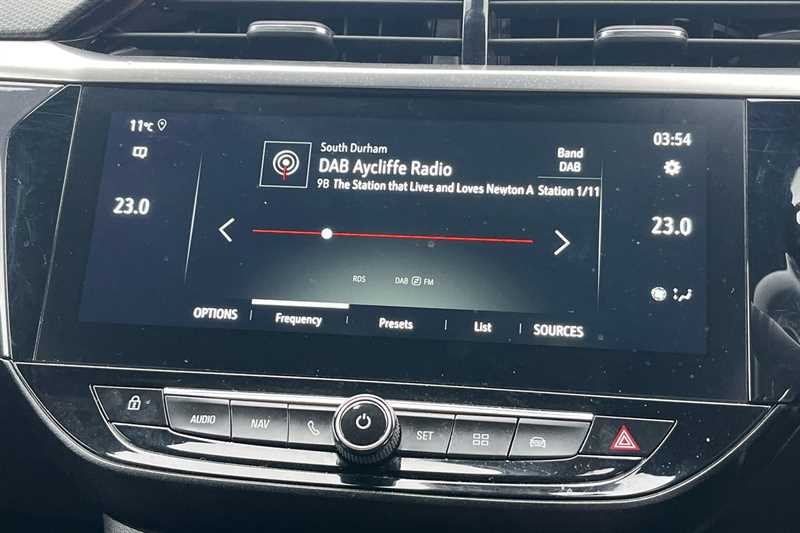 11°C
03:54
South Durham
DAB Aycliffe Radio
9B The Station that Lives and Loves Newton A
Station 1/11
Band
DAB
23.0
23.0
RDS
DAB FM
OPTIONS
Frequency
Presets
List
SOURCES
AUDIO
NAV
SET